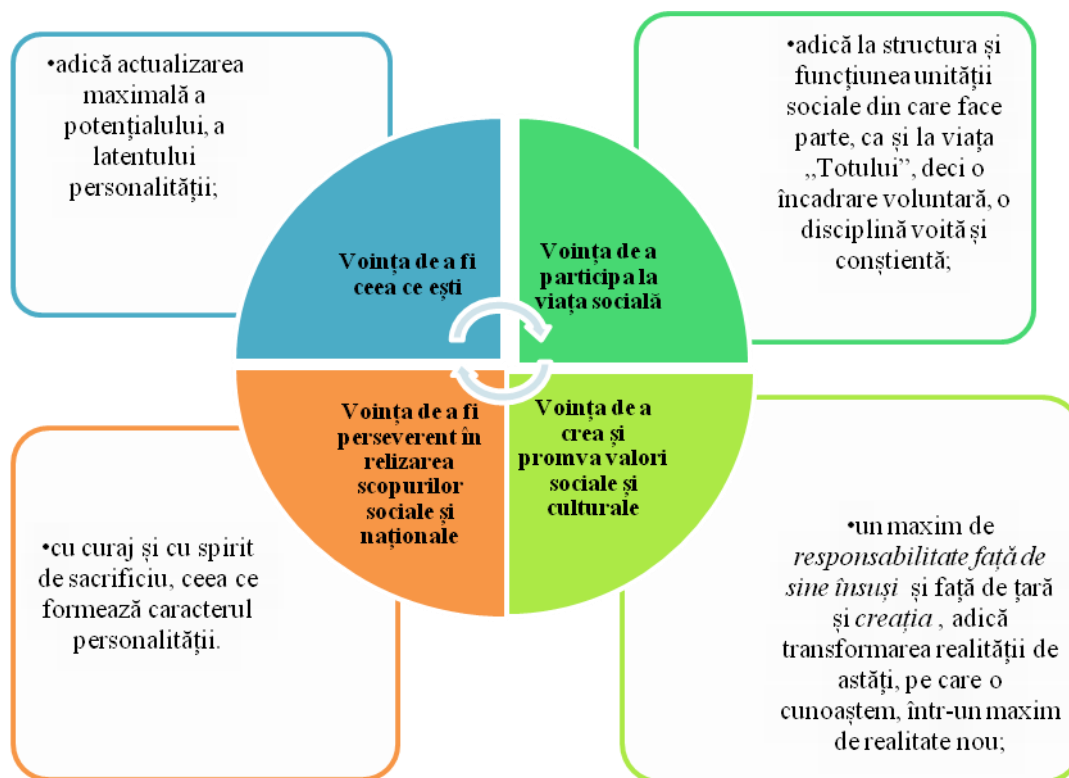 •adică actualizarea
maximală a
potențialului, a
latentului
personalității;
•adică la structura și
funcțiunea unității
sociale din care face
parte, ca și la viața
„Totului”, deci o
încadrare voluntară, o
disciplină voită și
conștientă;
Voința de a fi
ceea ce ești
Voința de a
participa la
viața socială
Voința de a fi
perseverent în
relizarea
scopurilor
sociale și
naționale
Voința de a
crea și
promva valori
sociale și
culturale
•cu curaj și cu spirit
de sacrificiu, ceea ce
formează caracterul
personalității.
•un maxim de
responsabilitate față de
sine însuși și față de țară
și creația , adică
transformarea realității de
astăți, pe care o
cunoaștem, într-un maxim
de realitate nou;